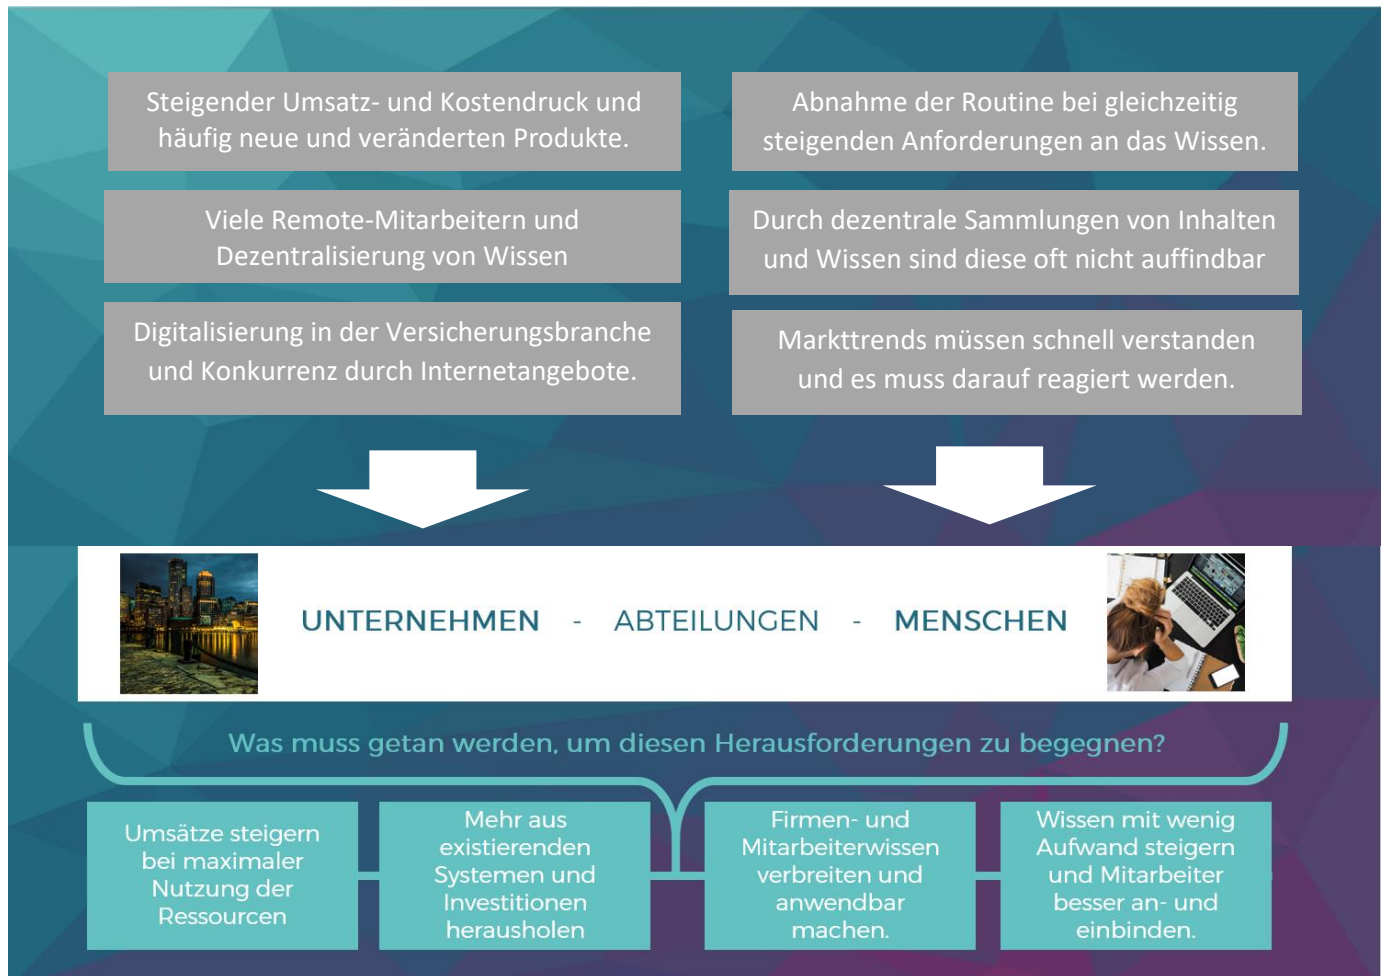 Steigender Umsatz- und Kostendruck und
häufig neue und veränderten Produkte.
Viele Remote-Mitarbeitern und
Dezentralisierung von Wissen
Digitalisierung in der Versicherungsbranche
und Konkurrenz durch Internetangebote.
Abnahme der Routine bei gleichzeitig
steigenden Anforderungen an das Wissen.
Durch dezentrale Sammlungen von Inhalten
und Wissen sind diese oft nicht auffindbar
Markttrends müssen schnell verstanden
und es muss darauf reagiert werden.
UNTERNEHMEN - ABTEILUNGEN - MENSCHEN
Was muss getan werden, um diesen Herausforderungen zu begegnen?
Umsätze steigern
bei maximaler
Nutzung der
Ressourcen
Mehr aus
existierenden
Systemen und
Investitionen
herausholen
Firmen- und
Mitarbeiterwissen
verbreiten und
anwendbar
machen.
Wissen mit wenig
Aufwand steigern
und Mitarbeiter
besser an- und
einbinden.